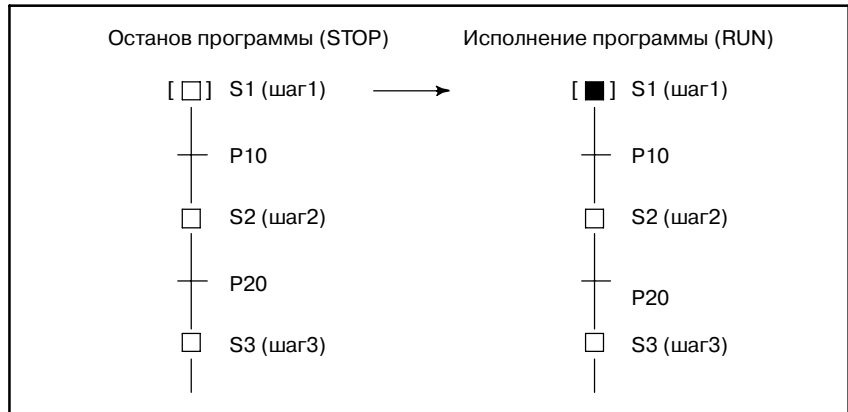 Останов программы (STOP) Исполнение программы (RUN)
[ ] S1 (шаг1) [ ] S1 (шаг1)
P10 P10
S2 (шаг2) S2 (шаг2)
P20 P20
S3 (шаг3) S3 (шаг3)